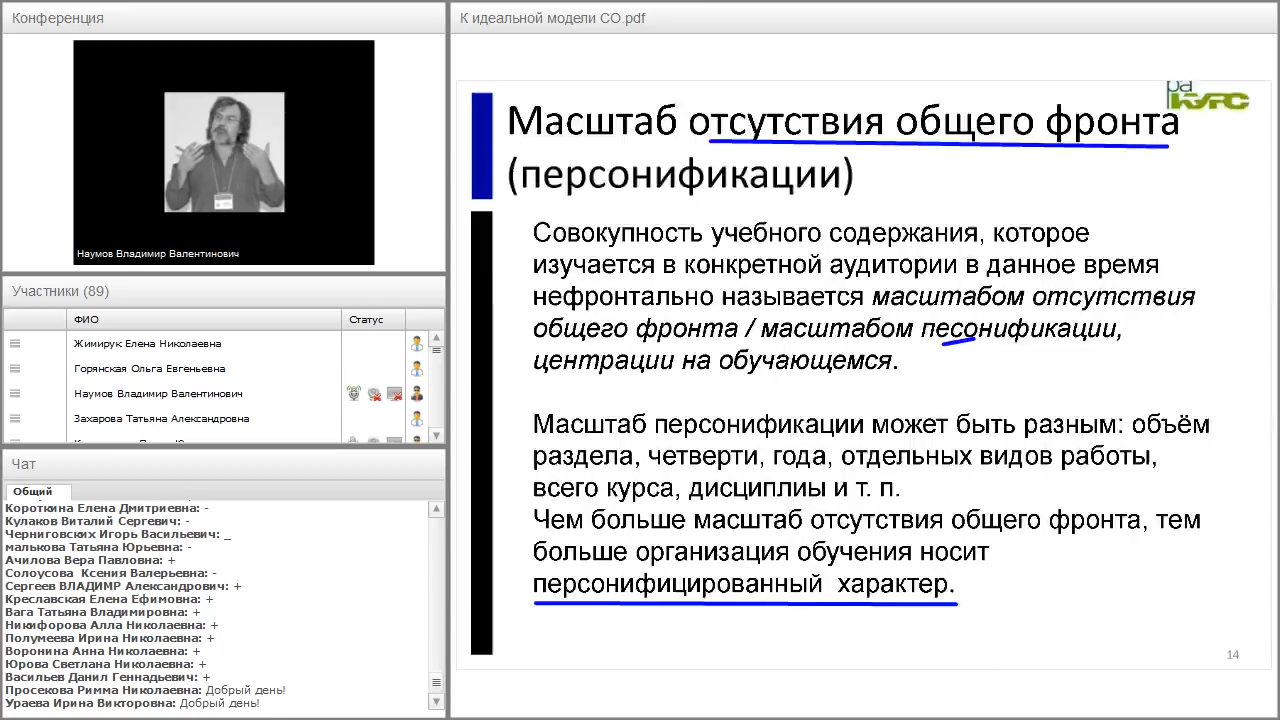 Конференция
Наумов Владимир Валентинович
Участники (89)
ФИО
Статус
Жимирук Елена Николаевна
Горянская Ольга Евгеньевна
Наумов Владимир Валентинович
Захарова Татьяна Александровна
Чат
Общий
Короткина Елена Дмитриевна: -
Кулаков Виталий Сергевич: -
Черниговских Игорь Васильевич: _
малькова Татьяна Юрьевна: -
Ачилова Вера Павловна: +
Солоусова Ксения Валерьевна: -
Сергеев ВЛАДИМИР Александрович: +
Креславская Елена Ефимовна: +
Вага Татьяна Владимировна: +
Никифорова Алла Николаевна: +
Полумеева Ирина Николаевна: +
Воронина Анна Николаевна: +
Юрова Светлана Николаевна: +
Васильев Данил Геннадьевич: +
Просекова Римма Николаевна: Добрый день!
Ураева Ирина Викторовна: Добрый день!
К идеальной модели СО.pdf
ра
курс
Масштаб отсутствия общего фронта
(персонификации)
Совокупность учебного содержания, которое
изучается в конкретной аудитории в данное время
нефронтально называется масштабом отсутствия
общего фронта / масштабом песонификации,
центрации на обучающемся.
Масштаб персонификации может быть разным: объём
раздела, четверти, года, отдельных видов работы,
всего курса, дисциплиы и т. п.
Чем больше масштаб отсутствия общего фронта, тем
больше организация обучения носит
персонифицированный характер.
14